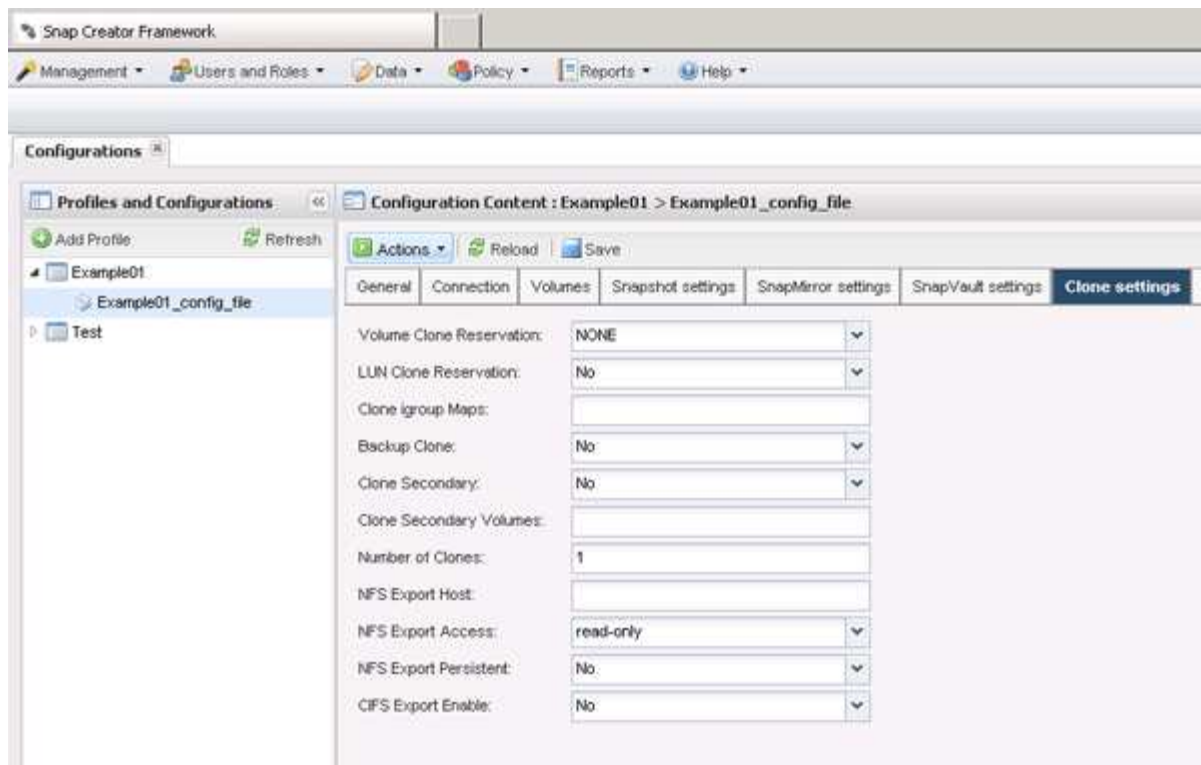 Snap Creator Framework
Management Users and Roles Data Policy Reports Help
Configurations
Profiles and Configurations
Configuration Content : Example01 > Example01_config_file
Add Profile Refresh
Actions Reload Save
Example01
Example01_config_file
Test
General Connection Volumes Snapshot settings SnapMirror settings SnapVault settings Clone settings
Volume Clone Reservation: NONE
LUN Clone Reservation: No
Clone igroup Maps:
Backup Clone: No
Clone Secondary: No
Clone Secondary Volumes:
Number of Clones: 1
NFS Export Host:
NFS Export Access: read-only
NFS Export Persistent: No
CIFS Export Enable: No